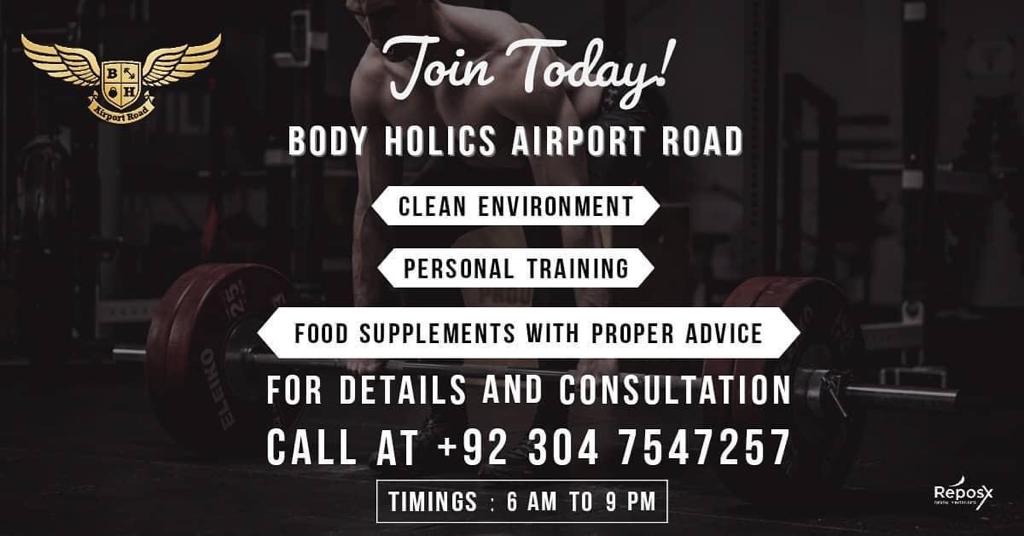 B
H
Airport Road
Join Today!
BODY HOLICS AIRPORT ROAD
CLEAN ENVIRONMENT
PERSONAL TRAINING
FOOD SUPPLEMENTS WITH PROPER ADVICE
FOR DETAILS AND CONSULTATION
CALL AT +92 304 7547257
TIMINGS : 6 AM TO 9 PM
25
ELEIKO
ReposX